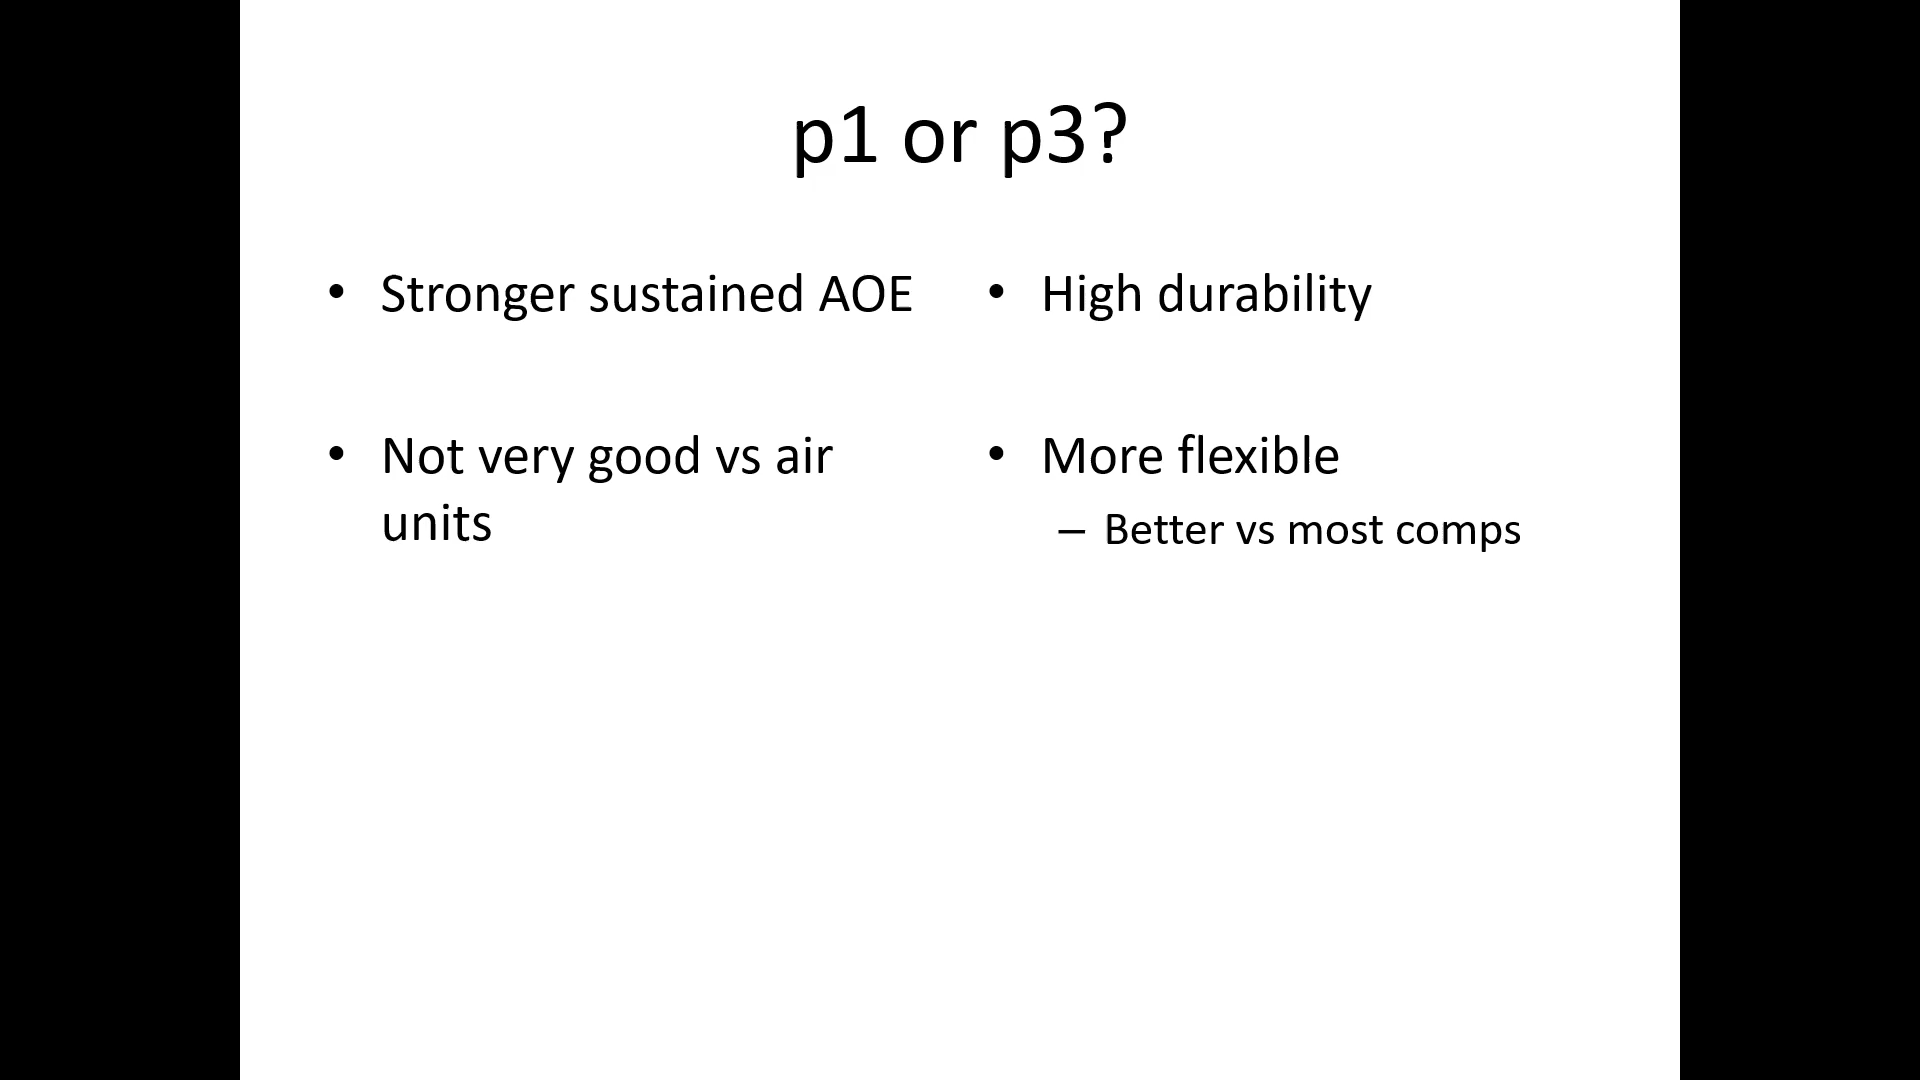 p1 or p3?
• Stronger sustained AOE
• Not very good vs air
units
• High durability
• More flexible
– Better vs most comps